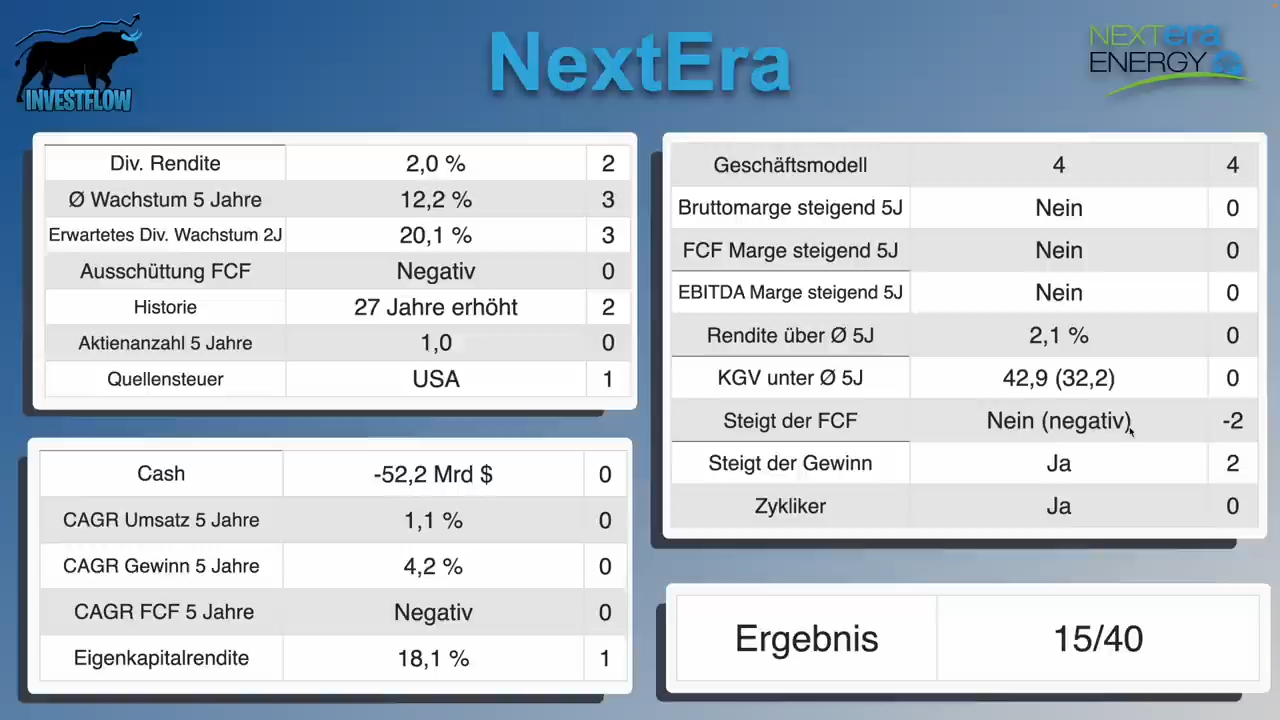 NextEra
INVESTFLOW
NEXTera
ENERGY
Div. Rendite 2,0 % 2
Ø Wachstum 5 Jahre 12,2 % 3
Erwartetes Div. Wachstum 2J 20,1 % 3
Ausschüttung FCF Negativ 0
Historie 27 Jahre erhöht 2
Aktienanzahl 5 Jahre 1,0 0
Quellensteuer USA 1
Cash -52,2 Mrd $ 0
CAGR Umsatz 5 Jahre 1,1 % 0
CAGR Gewinn 5 Jahre 4,2 % 0
CAGR FCF 5 Jahre Negativ 0
Eigenkapitalrendite 18,1 % 1
Geschäftsmodell 4 4
Bruttomarge steigend 5J Nein 0
FCF Marge steigend 5J Nein 0
EBITDA Marge steigend 5J Nein 0
Rendite über Ø 5J 2,1 % 0
KGV unter Ø 5J 42,9 (32,2) 0
Steigt der FCF Nein (negativ) -2
Steigt der Gewinn Ja 2
Zykliker Ja 0
Ergebnis 15/40